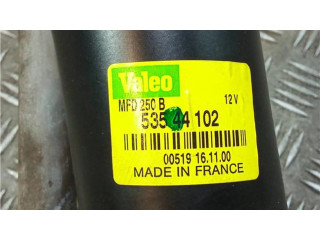 Valeo
MFD 250 B 12 V
535 44 102
00519 16.11.00
MADE IN FRANCE